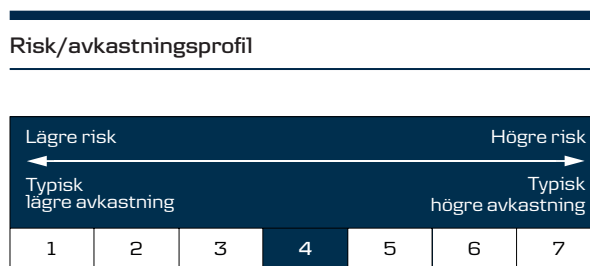 Risk/avkastningsprofil
Lägre risk Högre risk
Typisk lägre avkastning Typisk högre avkastning
1 2 3 4 5 6 7